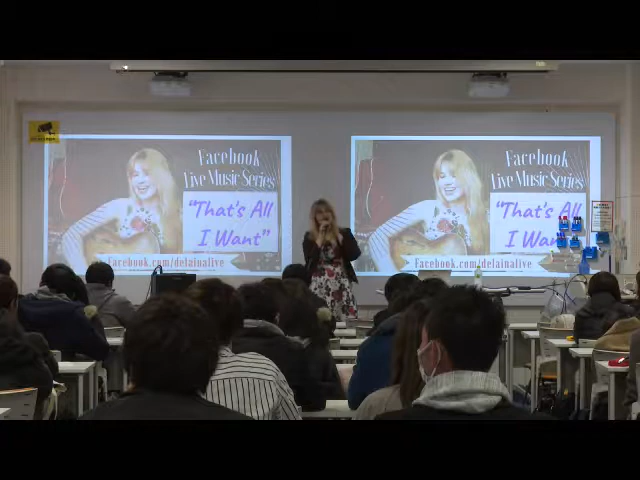 Facebook
Live Music Series
"That's All
I Want"
facebook.com/delainalive
Facebook
Live Music Series
"That's All
I Wan
facebook.com/delainalive